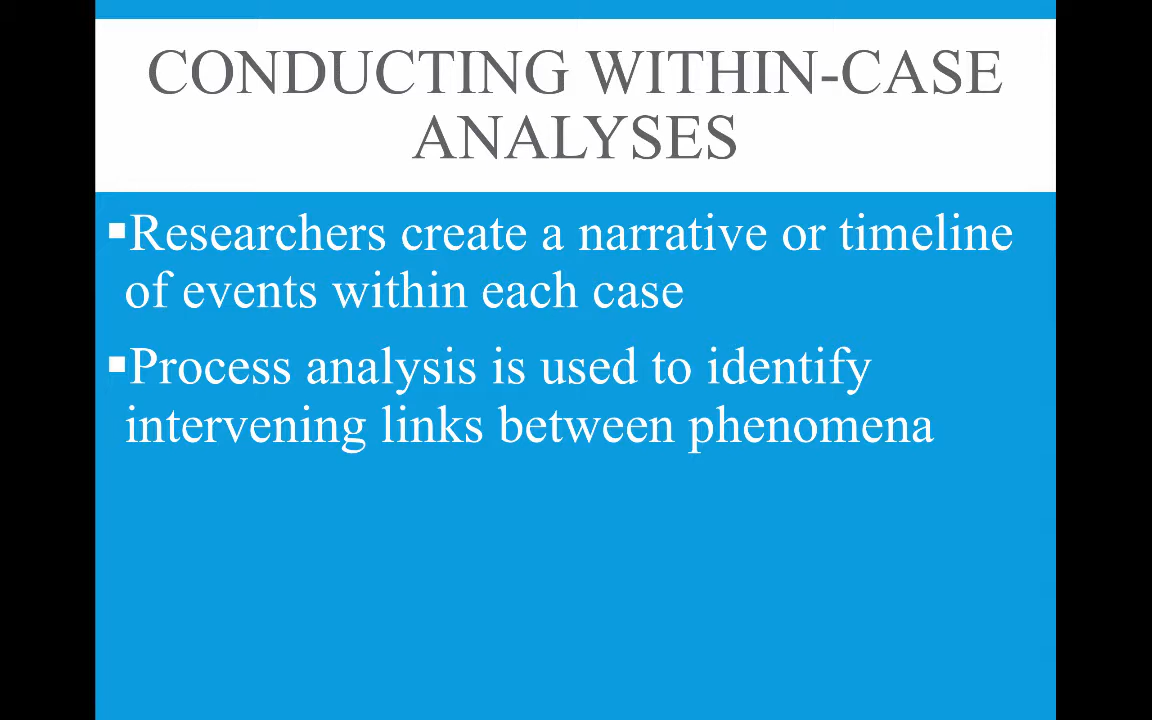 CONDUCTING WITHIN-CASE
ANALYSES
▪Researchers create a narrative or timeline
of events within each case
▪Process analysis is used to identify
intervening links between phenomena